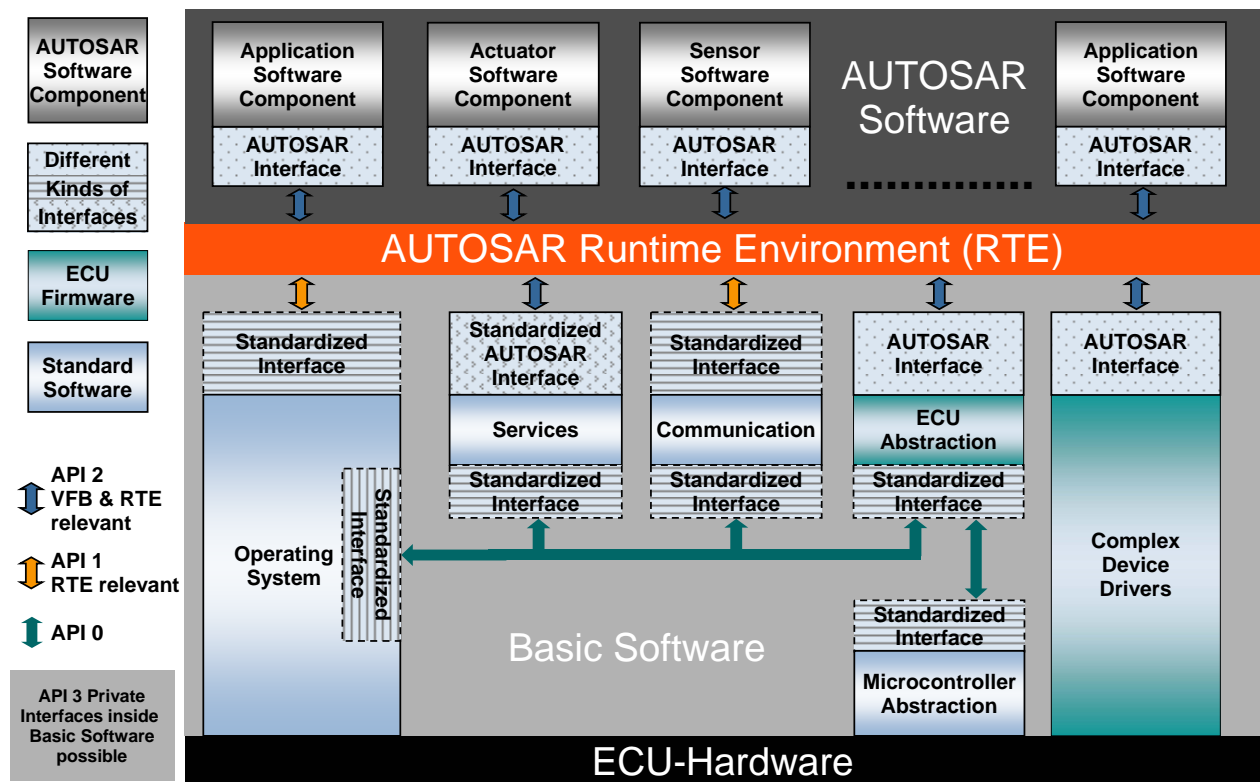 AUTOSAR
Software
Component
Different
Kinds of
Interfaces
ECU
Firmware
Standard
Software
API 2
VFB & RTE
relevant
API 1
RTE relevant
API 0
API 3 Private
Interfaces inside
Basic Software
possible
Application
Software
Component
AUTOSAR
Interface
Actuator
Software
Component
AUTOSAR
Interface
Sensor
Software
Component
AUTOSAR
Interface
AUTOSAR
Software
Application
Software
Component
AUTOSAR
Interface
AUTOSAR Runtime Environment (RTE)
Standardized
Interface
Operating
System
Standardized
Interface
Standardized
AUTOSAR
Interface
Services
Standardized
Interface
Standardized
Interface
Communication
Standardized
Interface
AUTOSAR
Interface
ECU
Abstraction
Standardized
Interface
Standardized
Interface
Microcontroller
Abstraction
AUTOSAR
Interface
Complex
Device
Drivers
Basic Software
ECU-Hardware